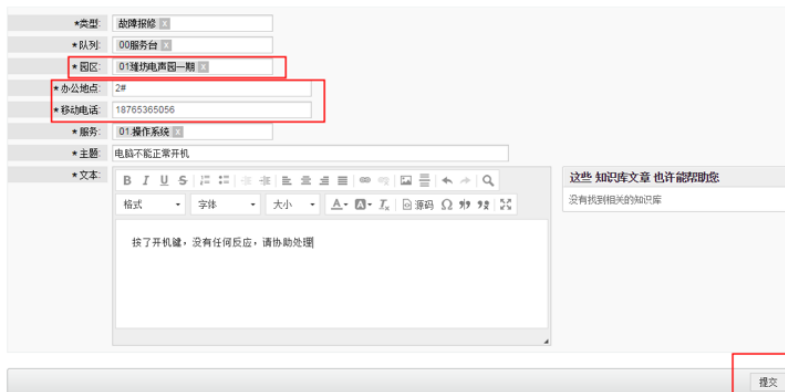 *类型: 故障报修 x
*队列: 00服务台 x
*园区: 01潍坊电声园一期 x
*办公地点: 2#
*移动电话: 18765365056
*服务: 01.操作系统 x
*主题: 电脑不能正常开机
*文本:
B I U S
格式 字体 大小 A A Tx 源码 Ω
按了开机键，没有任何反应，请协助处理
这些 知识库文章 也许能帮助您
没有找到相关的知识库
提交